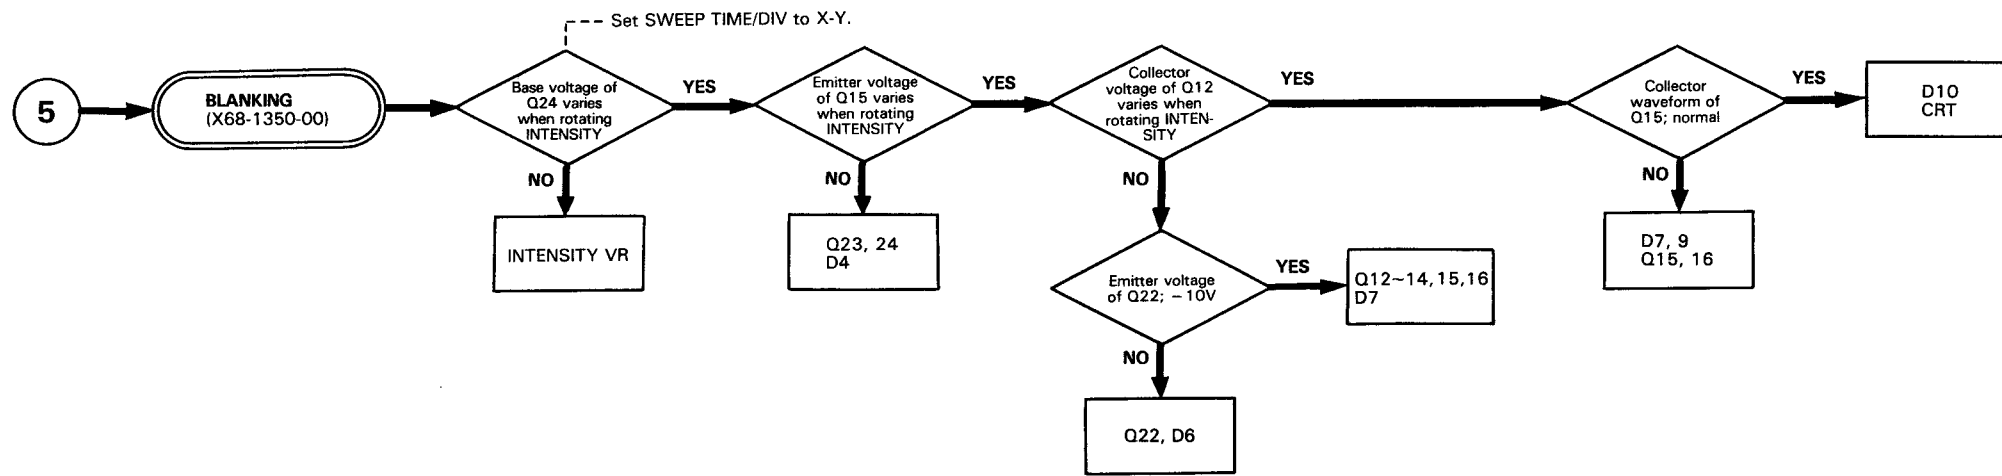 Set SWEEP TIME/DIV to X-Y.
5
BLANKING
(X68-1350-00)
Base voltage of
Q24 varies
when rotating
INTENSITY
YES
NO
INTENSITY VR
Emitter voltage
of Q15 varies
when rotating
INTENSITY
YES
NO
Q23, 24
D4
Collector
voltage of Q12
varies when
rotating INTEN-
SITY
YES
NO
Emitter voltage
of Q22; –10V
YES
Q12~14, 15, 16
D7
NO
Q22, D6
Collector
waveform of
Q15; normal
YES
D10
CRT
NO
D7, 9
Q15, 16